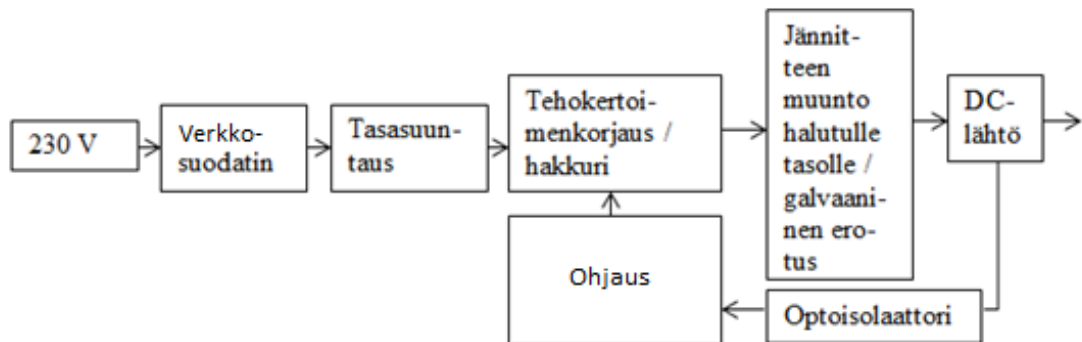 230 V
Verkko-
suodatin
Tasasuun-
taus
Tehokertoi-
menkorjaus /
hakkuri
Jännit-
teen
muunto
halutulle
tasolle /
galvaani-
nen ero-
tus
DC-
lähtö
Ohjaus
Optoisolaattori